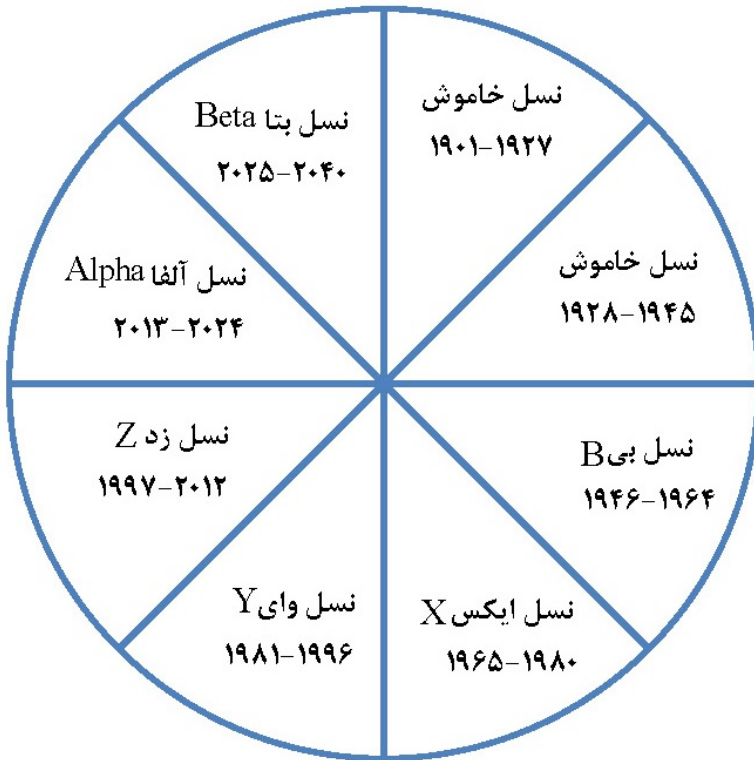 نسل خاموش
۱۹۰۱-۱۹۲۷
نسل خاموش
۱۹۲۸-۱۹۴۵
نسل بی B
۱۹۴۶-۱۹۶۴
نسل ایکس X
۱۹۶۵-۱۹۸۰
نسل وای Y
۱۹۸۱-۱۹۹۶
نسل زد Z
۱۹۹۷-۲۰۱۲
نسل آلفا Alpha
۲۰۱۳-۲۰۲۴
نسل بتا Beta
۲۰۲۵-۲۰۴۰